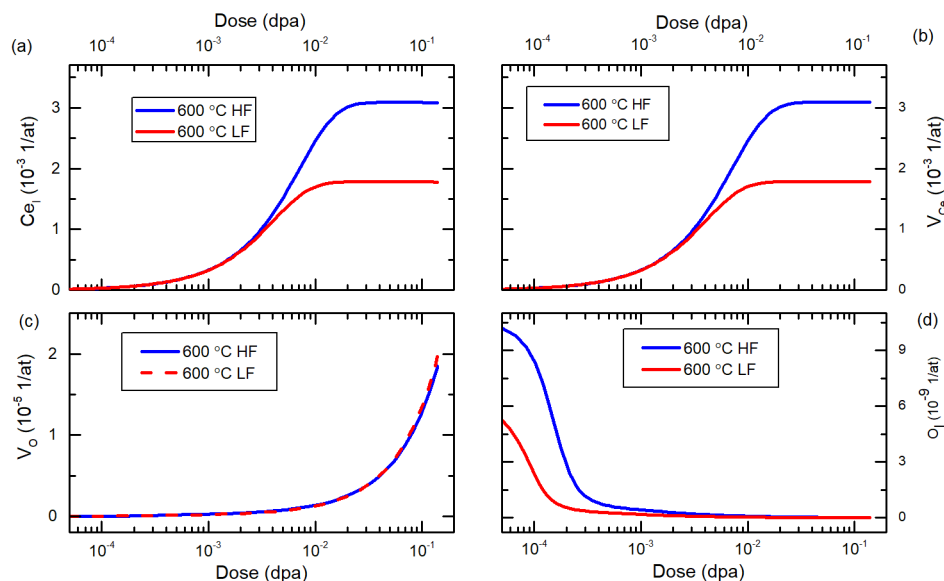 Dose (dpa)
Dose (dpa)
10⁻⁴ 10⁻³ 10⁻² 10⁻¹
10⁻⁴ 10⁻³ 10⁻² 10⁻¹
(a)
(b)
3
2
1
0
Ceᵢ (10⁻³ 1/at)
600 °C HF
600 °C LF
600 °C HF
600 °C LF
3
2
1
0
V_Ce (10⁻³ 1/at)
(c)
(d)
2
1
0
V_O (10⁻⁵ 1/at)
600 °C HF
600 °C LF
600 °C HF
600 °C LF
9
6
3
0
O_I (10⁻⁹ 1/at)
10⁻⁴ 10⁻³ 10⁻² 10⁻¹
10⁻⁴ 10⁻³ 10⁻² 10⁻¹
Dose (dpa)
Dose (dpa)